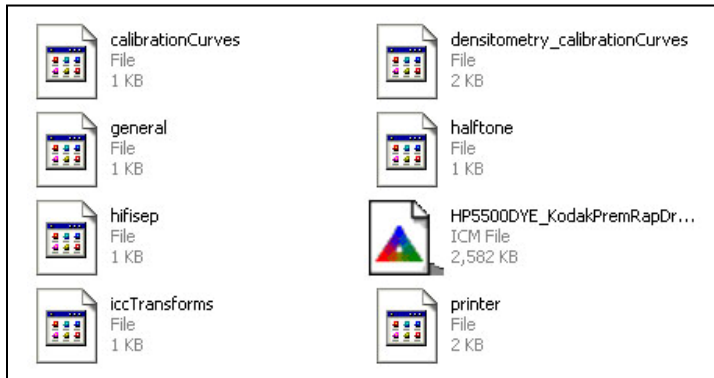 calibrationCurves
File
1 KB
densitometry_calibrationCurves
File
2 KB
general
File
1 KB
halftone
File
1 KB
hifisep
File
1 KB
HP5500DYE_KodakPremRapDr...
ICM File
2,582 KB
iccTransforms
File
1 KB
printer
File
2 KB